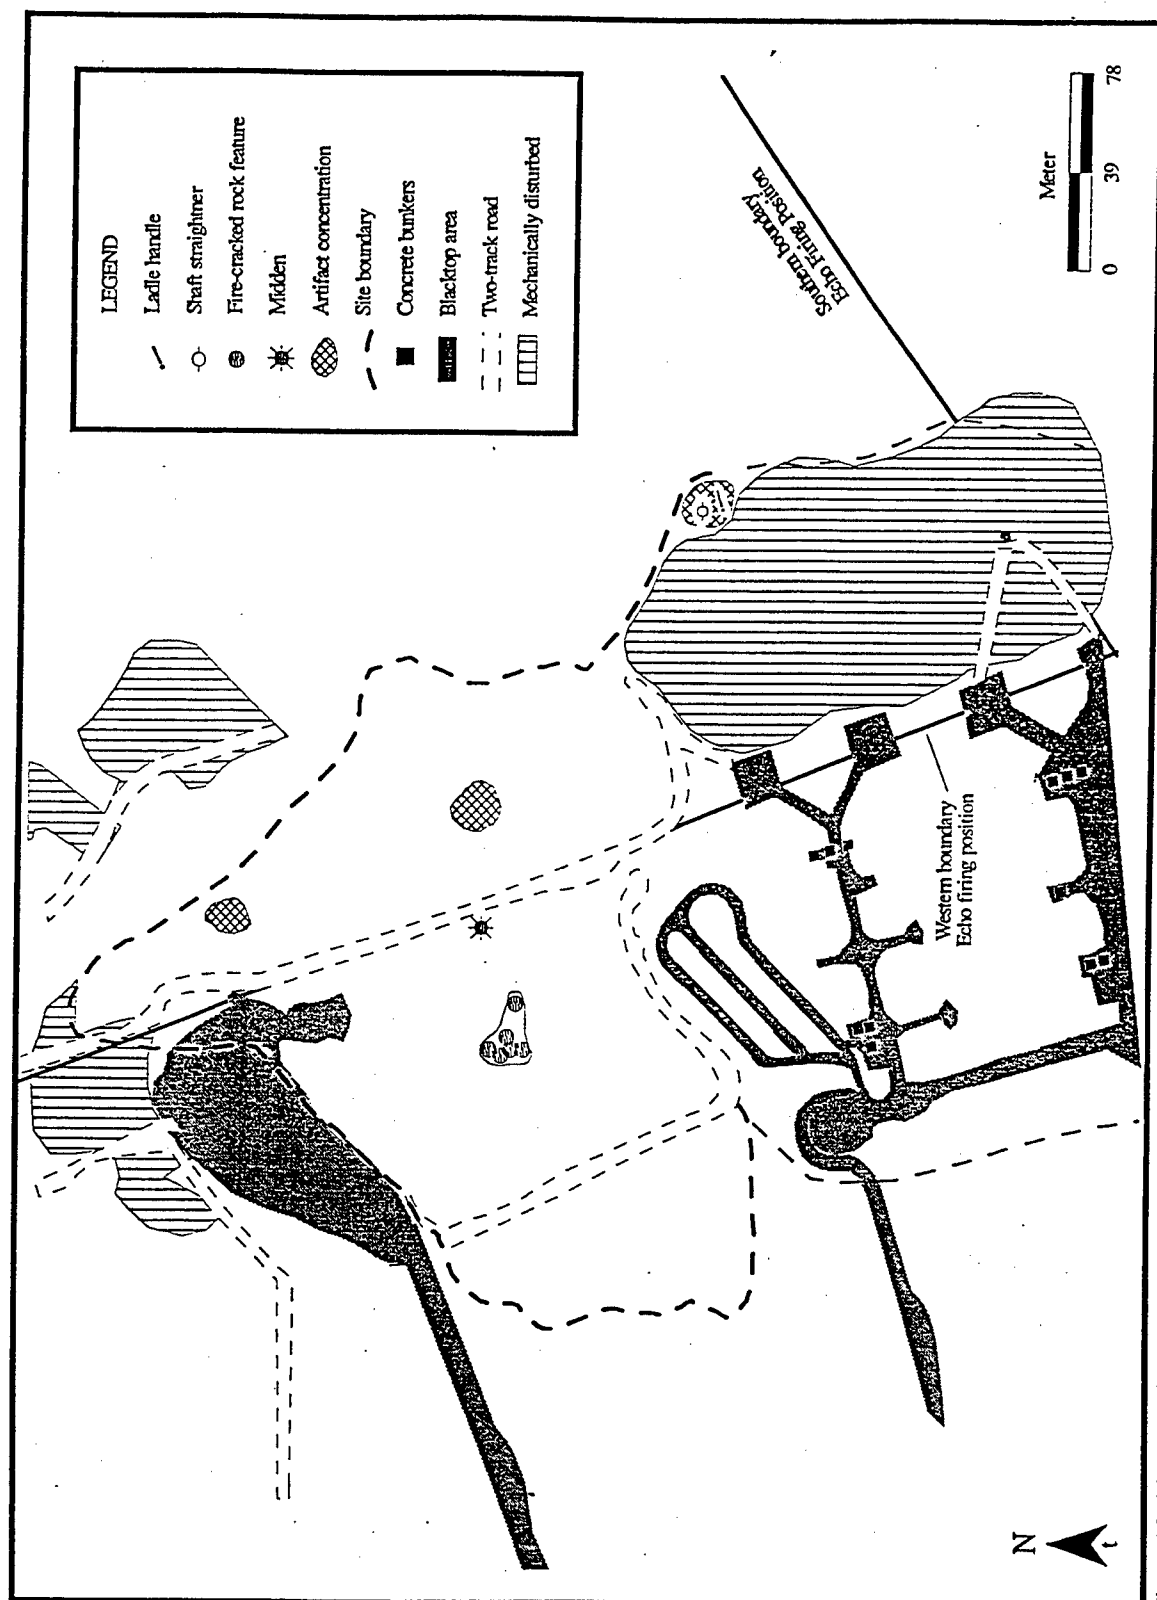 LEGEND
Ladle handle
Shaft straightner
Fire-cracked rock feature
Midden
Artifact concentration
Site boundary
Concrete bunkers
Blacktop area
Two-track road
Mechanically disturbed
Southern boundary
Echo Firing Position
Meter
0 39 78
Western boundary
Echo firing position
N
t